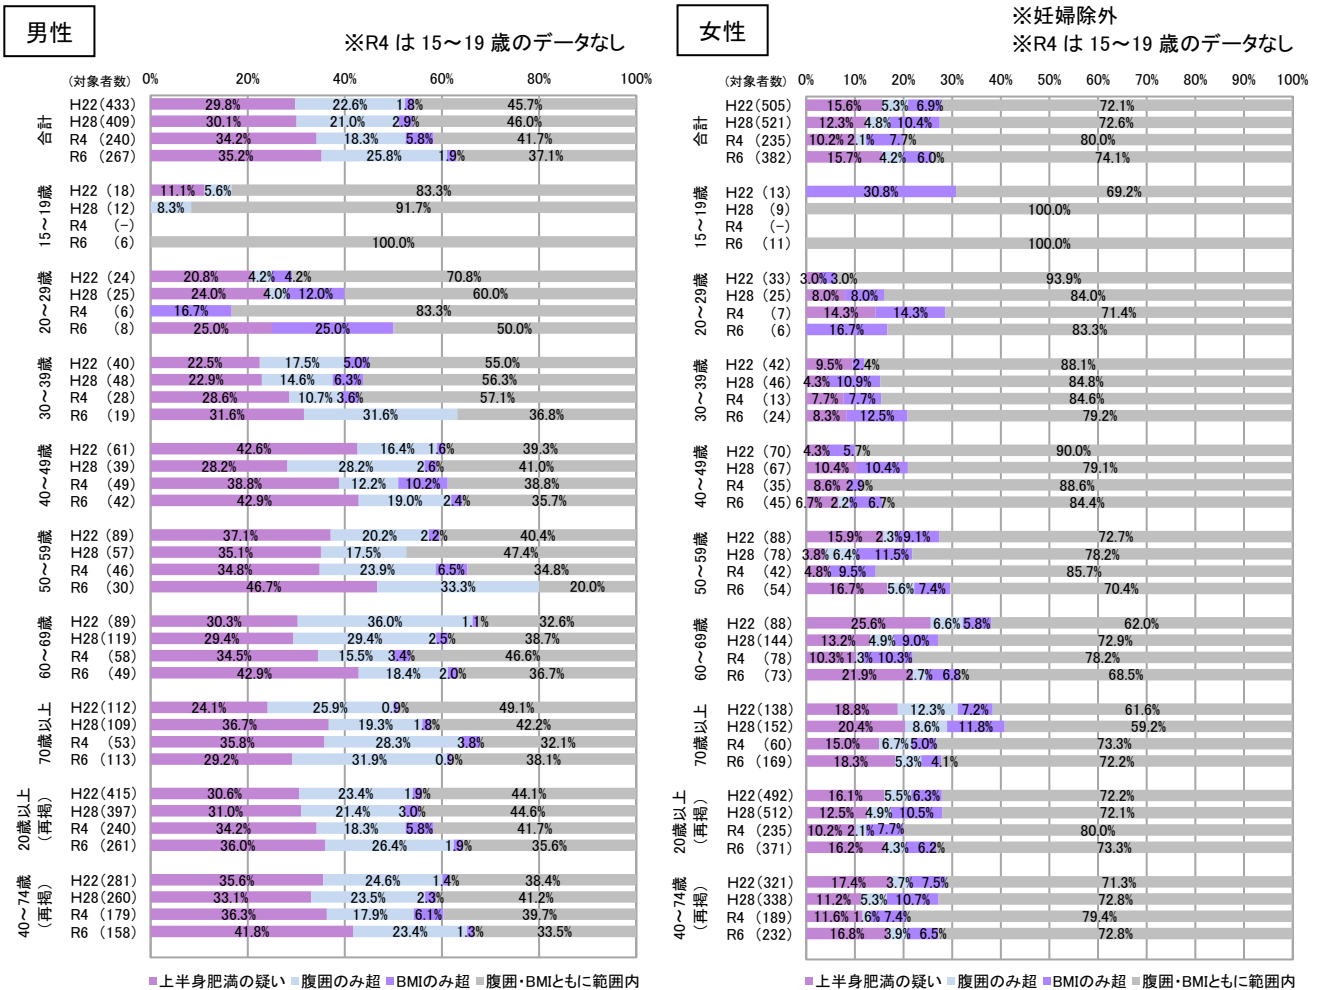 男性
※R4 は 15～19 歳のデータなし
(対象者数) 0% 20% 40% 60% 80% 100%
合計
H22(433) 29.8% 22.6% 1.8% 45.7%
H28(409) 30.1% 21.0% 2.9% 46.0%
R4 (240) 34.2% 18.3% 5.8% 41.7%
R6 (267) 35.2% 25.8% 1.9% 37.1%
15～19歳
H22 (18) 11.1% 5.6% 83.3%
H28 (12) 8.3% 91.7%
R4 (-)
R6 (6) 100.0%
20～29歳
H22 (24) 20.8% 4.2% 4.2% 70.8%
H28 (25) 24.0% 4.0% 12.0% 60.0%
R4 (6) 16.7% 83.3%
R6 (8) 25.0% 25.0% 50.0%
30～39歳
H22 (40) 22.5% 17.5% 5.0% 55.0%
H28 (48) 22.9% 14.6% 6.3% 56.3%
R4 (28) 28.6% 10.7% 3.6% 57.1%
R6 (19) 31.6% 31.6% 36.8%
40～49歳
H22 (61) 42.6% 16.4% 1.6% 39.3%
H28 (39) 28.2% 28.2% 2.6% 41.0%
R4 (49) 38.8% 12.2% 10.2% 38.8%
R6 (42) 42.9% 19.0% 2.4% 35.7%
50～59歳
H22 (89) 37.1% 20.2% 2.2% 40.4%
H28 (57) 35.1% 17.5% 47.4%
R4 (46) 34.8% 23.9% 6.5% 34.8%
R6 (30) 46.7% 33.3% 20.0%
60～69歳
H22 (89) 30.3% 36.0% 1.1% 32.6%
H28(119) 29.4% 29.4% 2.5% 38.7%
R4 (58) 34.5% 15.5% 3.4% 46.6%
R6 (49) 42.9% 18.4% 2.0% 36.7%
70歳以上
H22(112) 24.1% 25.9% 0.9% 49.1%
H28(109) 36.7% 19.3% 1.8% 42.2%
R4 (53) 35.8% 28.3% 3.8% 32.1%
R6 (113) 29.2% 31.9% 0.9% 38.1%
20歳以上
(再掲)
H22(415) 30.6% 23.4% 1.9% 44.1%
H28(397) 31.0% 21.4% 3.0% 44.6%
R4 (240) 34.2% 18.3% 5.8% 41.7%
R6 (261) 36.0% 26.4% 1.9% 35.6%
40～74歳
(再掲)
H22(281) 35.6% 24.6% 1.4% 38.4%
H28(260) 33.1% 23.5% 2.3% 41.2%
R4 (179) 36.3% 17.9% 6.1% 39.7%
R6 (158) 41.8% 23.4% 1.3% 33.5%
■上半身肥満の疑い ■腹囲のみ超 ■BMIのみ超 ■腹囲・BMIともに範囲内
女性
※妊婦除外
※R4 は 15～19 歳のデータなし
(対象者数) 0% 10% 20% 30% 40% 50% 60% 70% 80% 90% 100%
合計
H22(505) 15.6% 5.3% 6.9% 72.1%
H28(521) 12.3% 4.8% 10.4% 72.6%
R4 (235) 10.2% 2.1% 7.7% 80.0%
R6 (382) 15.7% 4.2% 6.0% 74.1%
15～19歳
H22 (13) 30.8% 69.2%
H28 (9) 100.0%
R4 (-)
R6 (11) 100.0%
20～29歳
H22 (33) 3.0% 3.0% 93.9%
H28 (25) 8.0% 8.0% 84.0%
R4 (7) 14.3% 14.3% 71.4%
R6 (6) 16.7% 83.3%
30～39歳
H22 (42) 9.5% 2.4% 88.1%
H28 (46) 4.3% 10.9% 84.8%
R4 (13) 7.7% 7.7% 84.6%
R6 (24) 8.3% 12.5% 79.2%
40～49歳
H22 (70) 4.3% 5.7% 90.0%
H28 (67) 10.4% 10.4% 79.1%
R4 (35) 8.6% 2.9% 88.6%
R6 (45) 6.7% 2.2% 6.7% 84.4%
50～59歳
H22 (88) 15.9% 2.3% 9.1% 72.7%
H28 (78) 3.8% 6.4% 11.5% 78.2%
R4 (42) 4.8% 9.5% 85.7%
R6 (54) 16.7% 5.6% 7.4% 70.4%
60～69歳
H22 (88) 25.6% 6.6% 5.8% 62.0%
H28(144) 13.2% 4.9% 9.0% 72.9%
R4 (78) 10.3% 1.3% 10.3% 78.2%
R6 (73) 21.9% 2.7% 6.8% 68.5%
70歳以上
H22(138) 18.8% 12.3% 7.2% 61.6%
H28(152) 20.4% 8.6% 11.8% 59.2%
R4 (60) 15.0% 6.7% 5.0% 73.3%
R6 (169) 18.3% 5.3% 4.1% 72.2%
20歳以上
(再掲)
H22(492) 16.1% 5.5% 6.3% 72.2%
H28(512) 12.5% 4.9% 10.5% 72.1%
R4 (235) 10.2% 2.1% 7.7% 80.0%
R6 (371) 16.2% 4.3% 6.2% 73.3%
40～74歳
(再掲)
H22(321) 17.4% 3.7% 7.5% 71.3%
H28(338) 11.2% 5.3% 10.7% 72.8%
R4 (189) 11.6% 1.6% 7.4% 79.4%
R6 (232) 16.8% 3.9% 6.5% 72.8%
■上半身肥満の疑い ■腹囲のみ超 ■BMIのみ超 ■腹囲・BMIともに範囲内